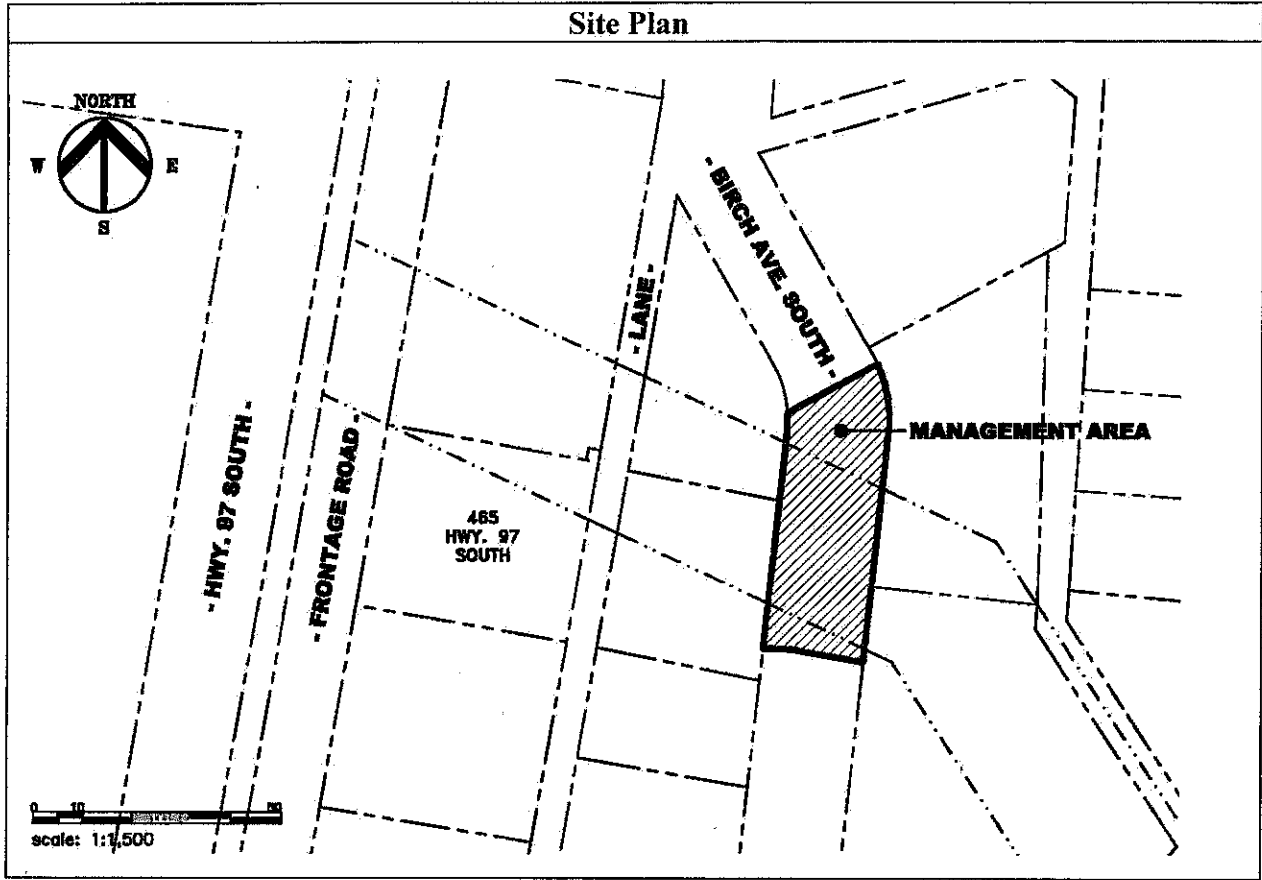 Site Plan
NORTH
W E
S
- BIRCH AVE. SOUTH -
- LANE -
- HWY. 97 SOUTH -
- FRONTAGE ROAD -
MANAGEMENT AREA
465
HWY. 97
SOUTH
0 10 50
scale: 1:1,500